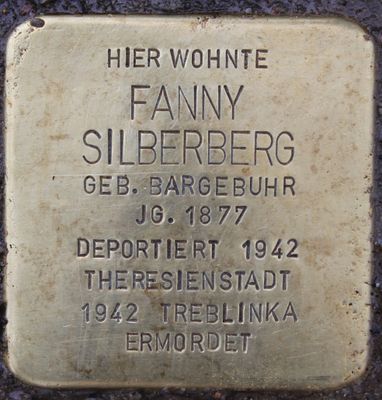 HIER WOHNTE
FANNY
SILBERBERG
GEB. BARGEBUHR
JG. 1877
DEPORTIERT 1942
THERESIENSTADT
1942 TREBLINKA
ERMORDET